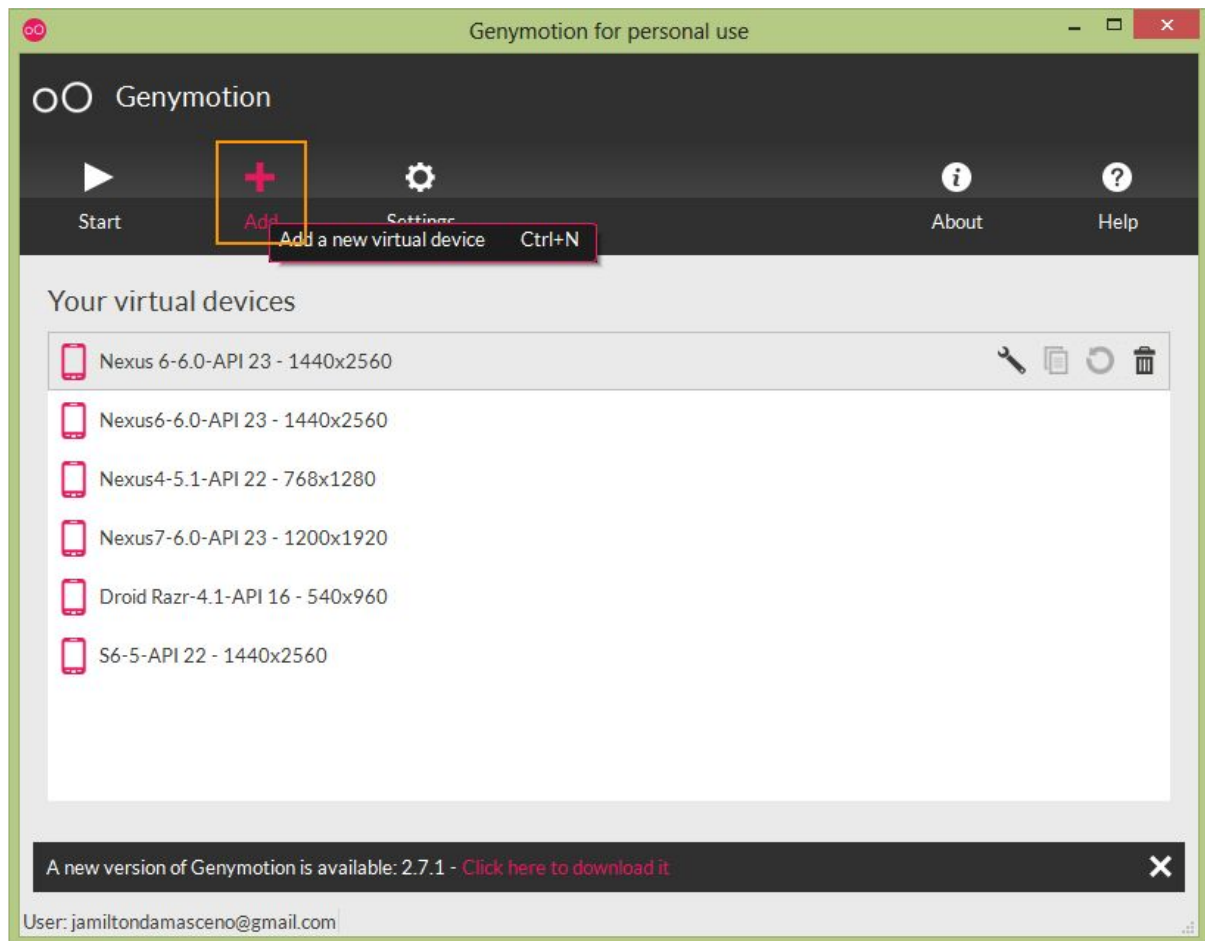 Genymotion for personal use
Genymotion
Start
Add
Settings
About
Help
Add a new virtual device Ctrl+N
Your virtual devices
Nexus 6-6.0-API 23 - 1440x2560
Nexus6-6.0-API 23 - 1440x2560
Nexus4-5.1-API 22 - 768x1280
Nexus7-6.0-API 23 - 1200x1920
Droid Razr-4.1-API 16 - 540x960
S6-5-API 22 - 1440x2560
A new version of Genymotion is available: 2.7.1 - Click here to download it
User: jamiltondamasceno@gmail.com